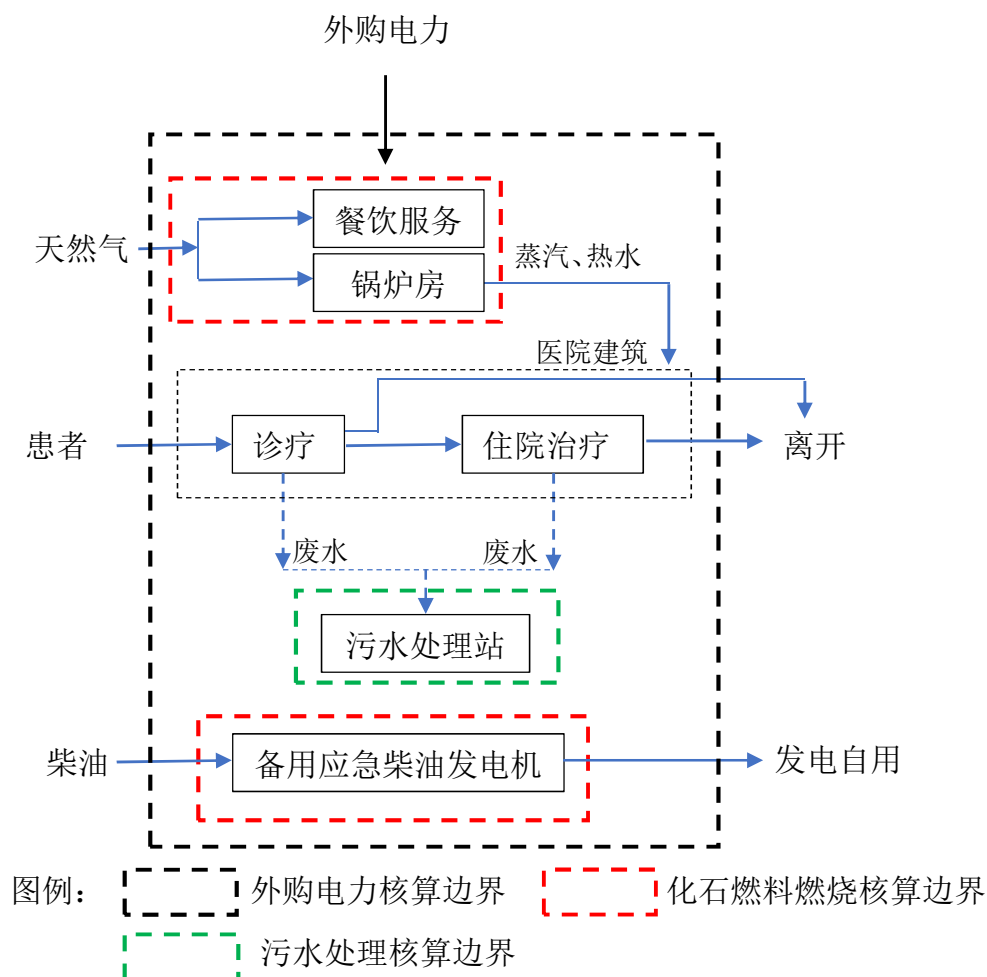 外购电力
餐饮服务
天然气
锅炉房
蒸汽、热水
医院建筑
患者
诊疗
住院治疗
离开
废水
废水
污水处理站
柴油
备用应急柴油发电机
发电自用
图例：
外购电力核算边界
化石燃料燃烧核算边界
污水处理核算边界